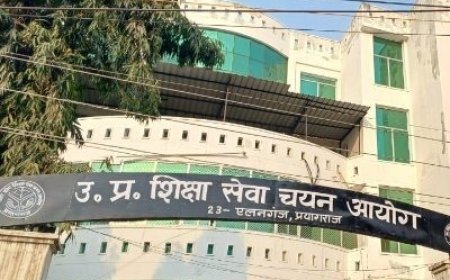 उ. प्र. शिक्षा सेवा चयन आयोग
23- एलनगंज, प्रयागराज